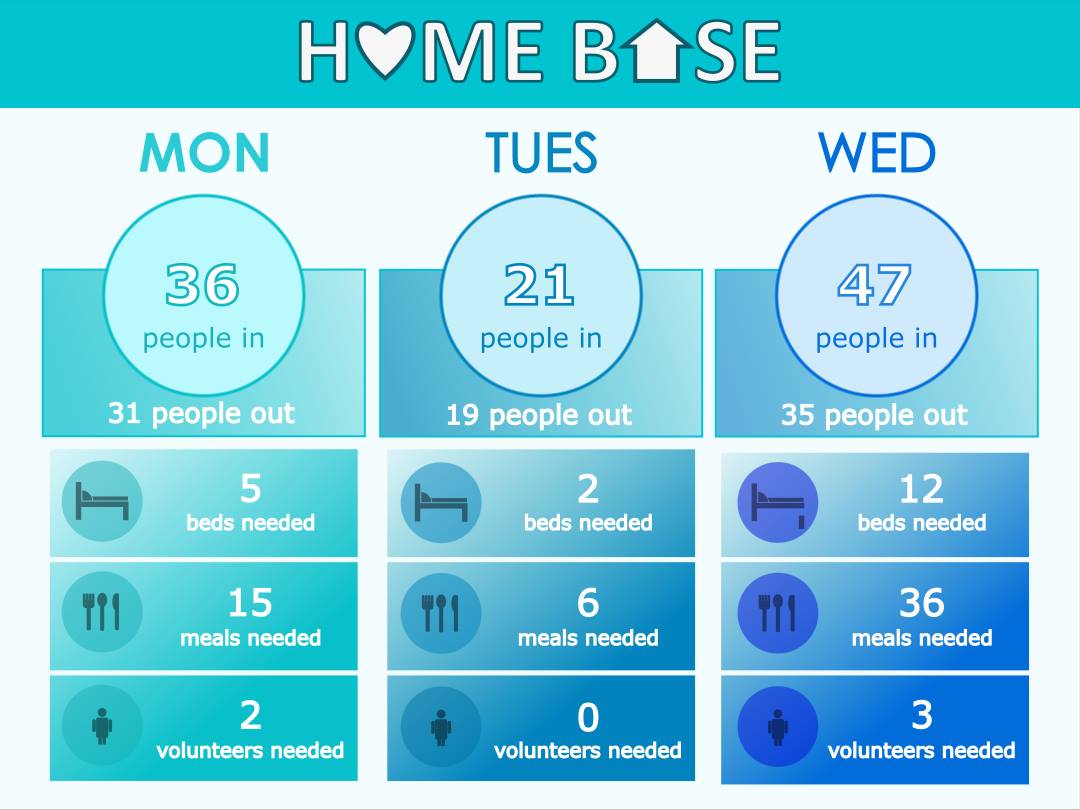 HOME BASE
MON
36
people in
31 people out
5
beds needed
15
meals needed
2
volunteers needed
TUES
21
people in
19 people out
2
beds needed
6
meals needed
0
volunteers needed
WED
47
people in
35 people out
12
beds needed
36
meals needed
3
volunteers needed